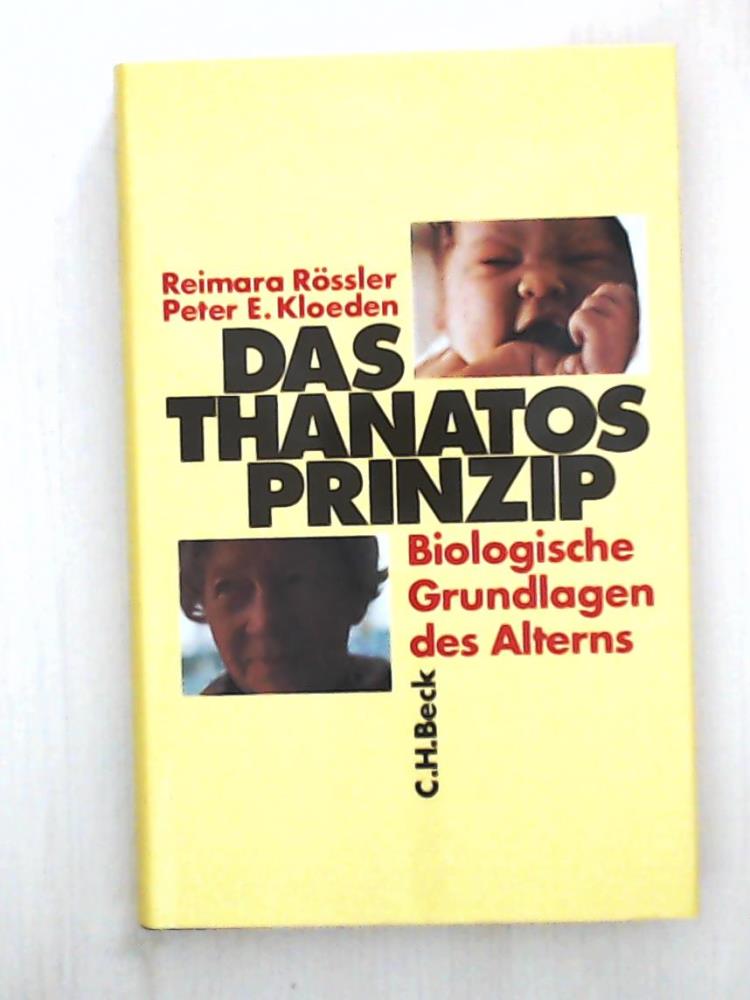 Reimara Rössler
Peter E. Kloeden
DAS
THANATOS
PRINZIP
Biologische
Grundlagen
des Alterns
C.H.Beck